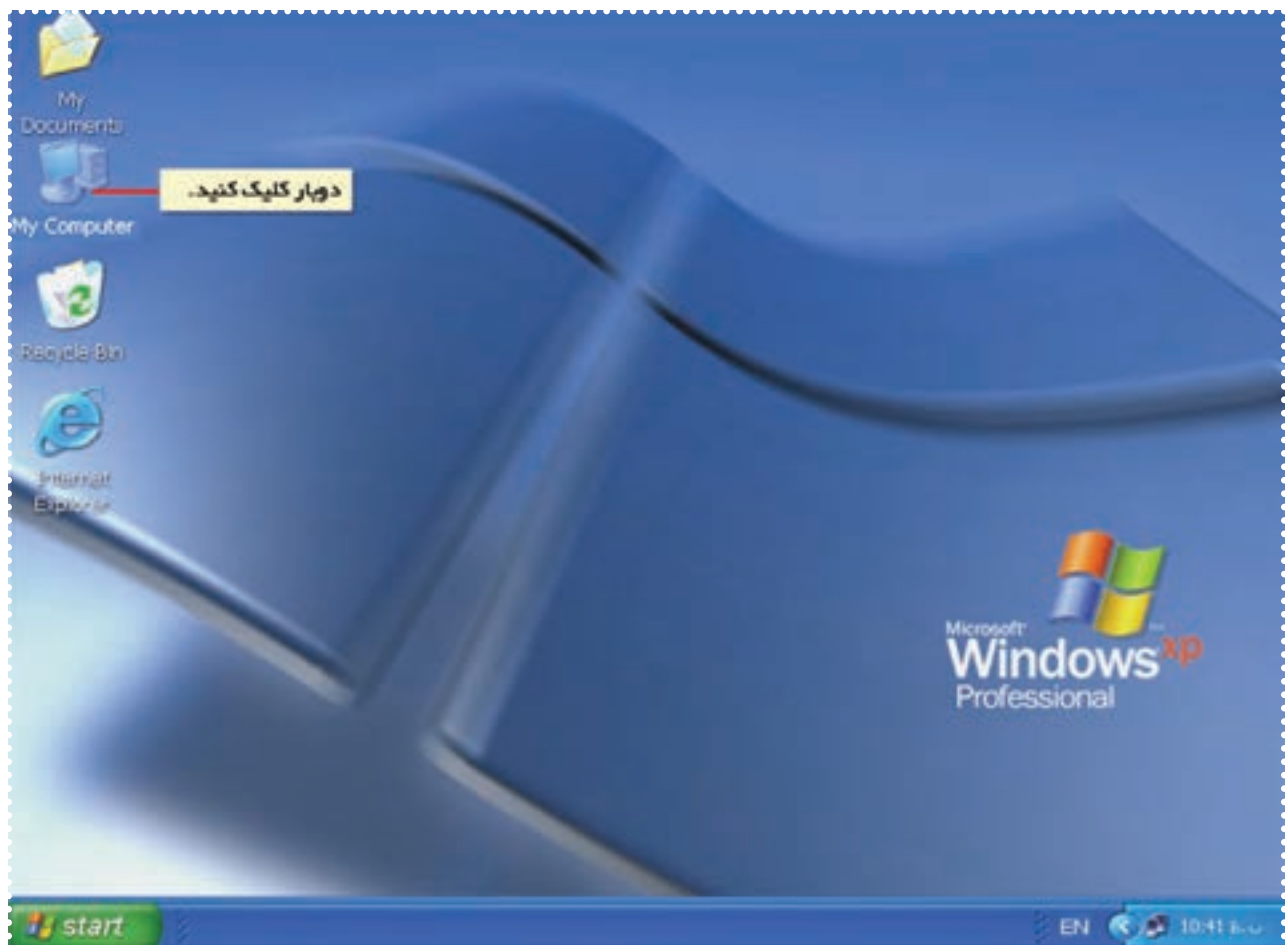 My
Documents
دوبار کلیک کنید.
My Computer
Recycle Bin
Internet
Explorer
Microsoft
Windows xp
Professional
start
EN
10:41